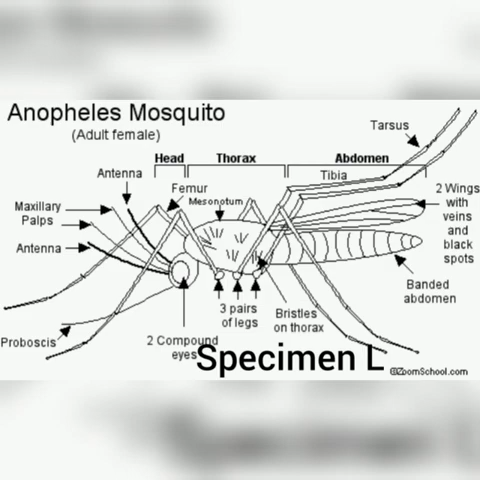 Anopheles Mosquito
(Adult female)
Tarsus
Head
Thorax
Abdomen
Tibia
Antenna
Femur
Mesonotum
Maxillary
Palps
Antenna
2 Wings
with
veins
and
black
spots
Banded
abdomen
3 pairs
of legs
Bristles
on thorax
Proboscis
2 Compound
eyes
Specimen L
©ZoomSchool.com